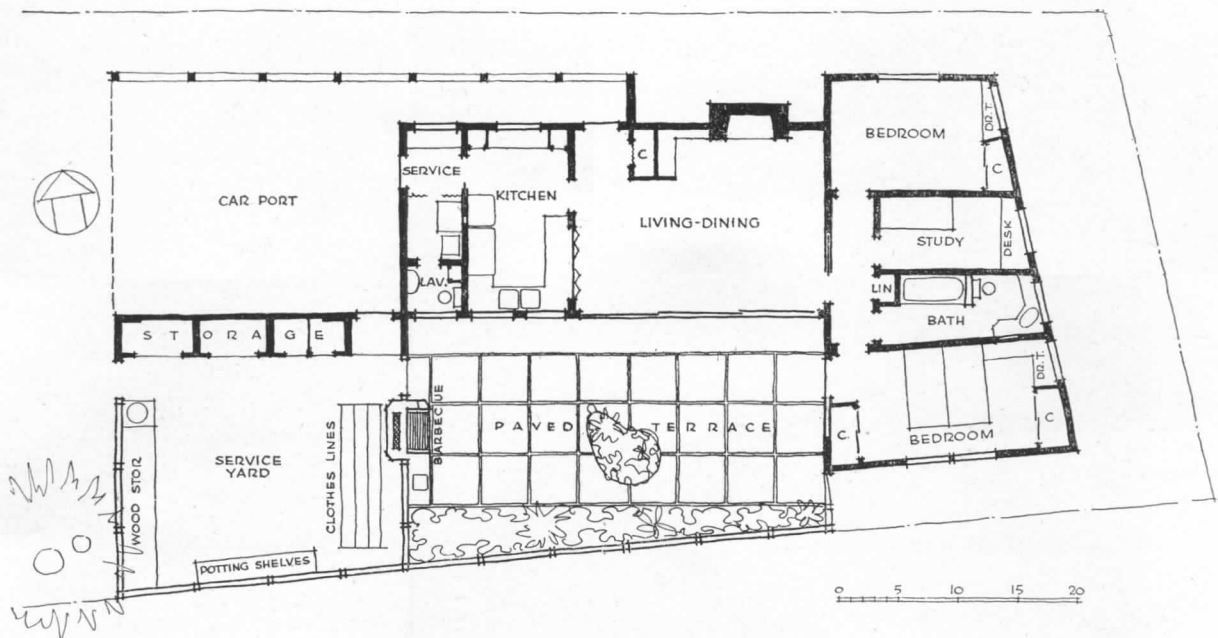 BEDROOM
DR.T.
C
SERVICE
C
KITCHEN
CAR PORT
LIVING-DINING
STUDY
DESK
LAV.
LIN
BATH
STORAGE
DR.T.
BARBECUE
PAVED TERRACE
C
C
BEDROOM
WOOD STOR
SERVICE
YARD
CLOTHES LINES
POTTING SHELVES
0 5 10 15 20